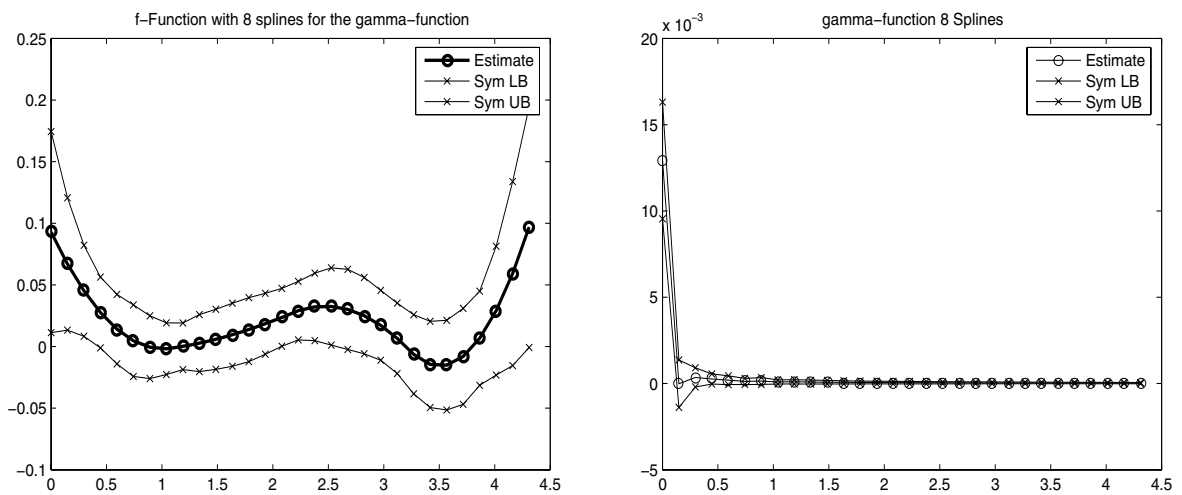 f−Function with 8 splines for the gamma−function
0.25
0.2
0.15
0.1
0.05
0
−0.05
−0.1
0 0.5 1 1.5 2 2.5 3 3.5 4 4.5
Estimate
Sym LB
Sym UB
gamma−function 8 Splines
x 10−3
20
15
10
5
0
−5
0 0.5 1 1.5 2 2.5 3 3.5 4 4.5
Estimate
Sym LB
Sym UB